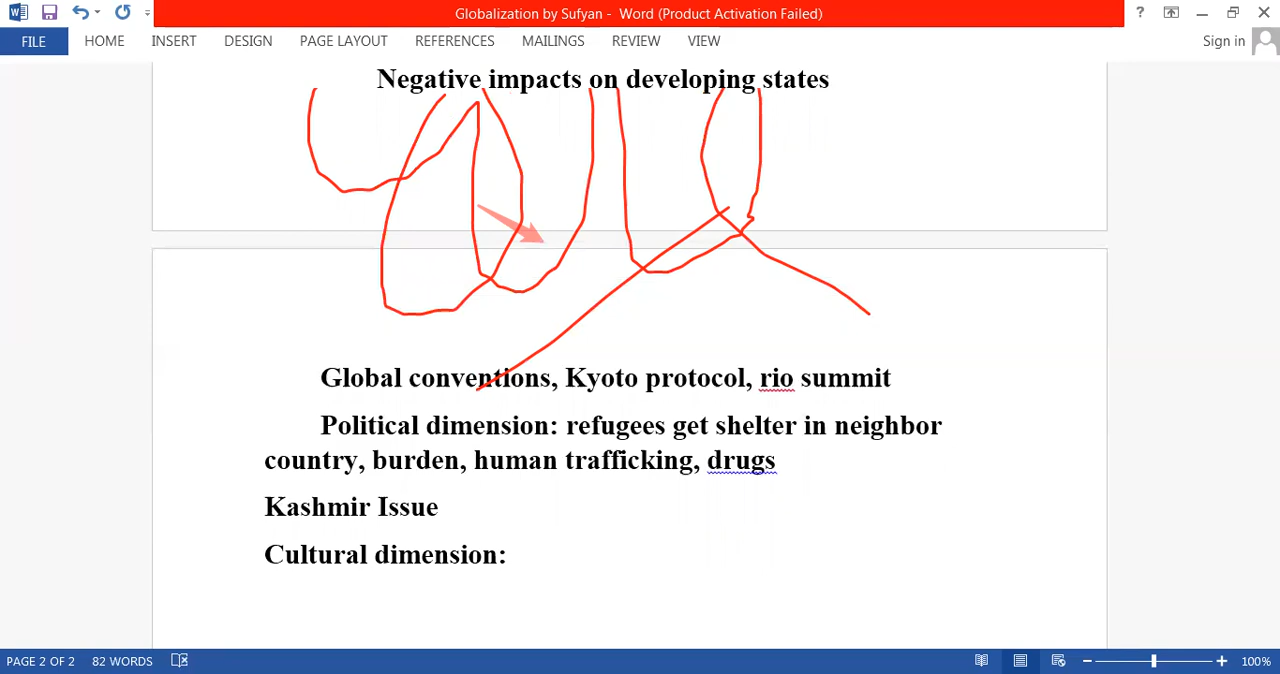 Globalization by Sufyan - Word (Product Activation Failed)
?
FILE HOME INSERT DESIGN PAGE LAYOUT REFERENCES MAILINGS REVIEW VIEW Sign in
Negative impacts on developing states
Global conventions, Kyoto protocol, rio summit
Political dimension: refugees get shelter in neighbor
country, burden, human trafficking, drugs
Kashmir Issue
Cultural dimension:
PAGE 2 OF 2 82 WORDS 100%